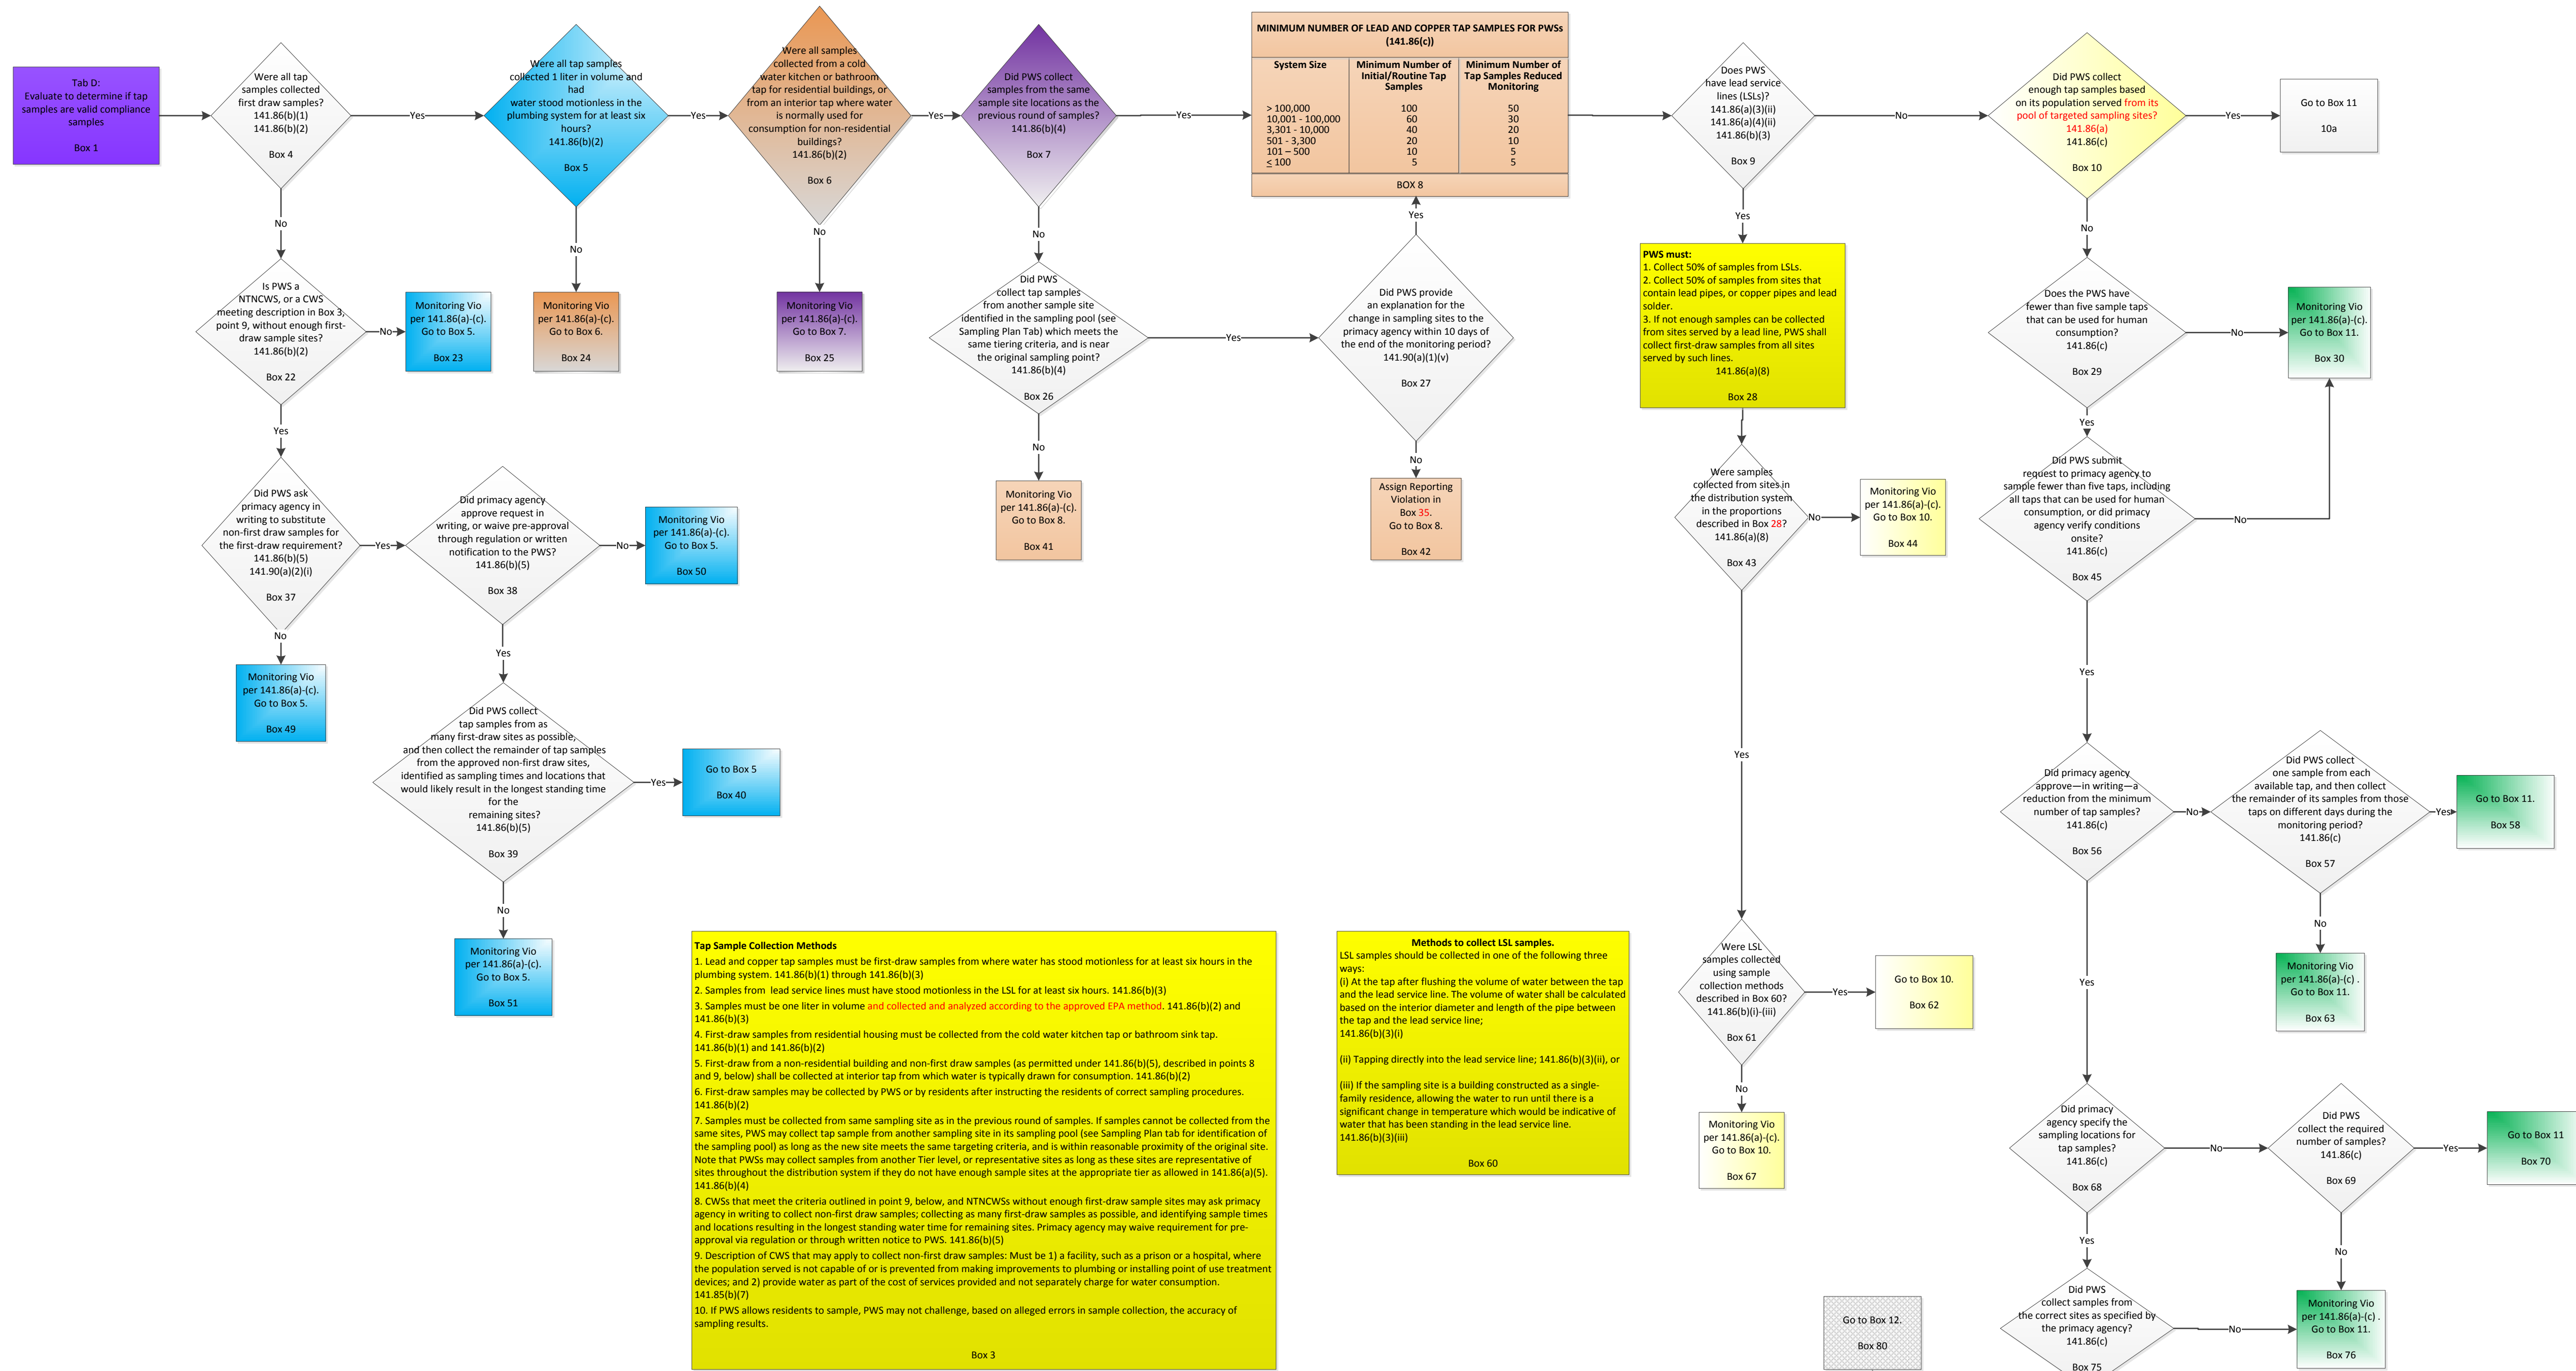 Tab D:
Evaluate to determine if tap
samples are valid compliance
samples
Box 1
Were all tap
samples collected
first draw samples?
141.86(b)(1)
141.86(b)(2)
Box 4
Yes
Were all tap samples
collected 1 liter in volume and
had
water stood motionless in the
plumbing system for at least six
hours?
141.86(b)(2)
Box 5
Yes
Were all samples
collected from a cold
water kitchen or bathroom
tap for residential buildings, or
from an interior tap where water
is normally used for
consumption for non-residential
buildings?
141.86(b)(2)
Box 6
Yes
Did PWS collect
samples from the same
sample site locations as the
previous round of samples?
141.86(b)(4)
Box 7
Yes
MINIMUM NUMBER OF LEAD AND COPPER TAP SAMPLES FOR PWSs
(141.86(c))
System Size Minimum Number of Initial/Routine Tap Samples Minimum Number of Tap Samples Reduced Monitoring
> 100,000 100 50
10,001 - 100,000 60 30
3,301 - 10,000 40 20
501 - 3,300 20 10
101 – 500 10 5
≤ 100 5 5
BOX 8
Does PWS
have lead service
lines (LSLs)?
141.86(a)(3)(ii)
141.86(a)(4)(ii)
141.86(b)(3)
Box 9
No
Did PWS collect
enough tap samples based
on its population served from its
pool of targeted sampling sites?
141.86(a)
141.86(c)
Box 10
Yes
Go to Box 11
10a
No
No
No
No
Yes
Yes
No
Is PWS a
NTNCWS, or a CWS
meeting description in Box 3,
point 9, without enough first-
draw sample sites?
141.86(b)(2)
Box 22
No
Monitoring Vio
per 141.86(a)-(c).
Go to Box 5.
Box 23
Monitoring Vio
per 141.86(a)-(c).
Go to Box 6.
Box 24
Monitoring Vio
per 141.86(a)-(c).
Go to Box 7.
Box 25
Did PWS
collect tap samples
from another sample site
identified in the sampling pool (see
Sampling Plan Tab) which meets the
same tiering criteria, and is near
the original sampling point?
141.86(b)(4)
Box 26
Yes
Did PWS provide
an explanation for the
change in sampling sites to the
primacy agency within 10 days of
the end of the monitoring period?
141.90(a)(1)(v)
Box 27
PWS must:
1. Collect 50% of samples from LSLs.
2. Collect 50% of samples from sites that
contain lead pipes, or copper pipes and lead
solder.
3. If not enough samples can be collected
from sites served by a lead line, PWS shall
collect first-draw samples from all sites
served by such lines.
141.86(a)(8)
Box 28
Does the PWS have
fewer than five sample taps
that can be used for human
consumption?
141.86(c)
Box 29
No
Monitoring Vio
per 141.86(a)-(c).
Go to Box 11.
Box 30
Yes
No
No
Yes
Did PWS ask
primacy agency in
writing to substitute
non-first draw samples for
the first-draw requirement?
141.86(b)(5)
141.90(a)(2)(i)
Box 37
Yes
Did primacy agency
approve request in
writing, or waive pre-approval
through regulation or written
notification to the PWS?
141.86(b)(5)
Box 38
No
Monitoring Vio
per 141.86(a)-(c).
Go to Box 5.
Box 50
Monitoring Vio
per 141.86(a)-(c).
Go to Box 8.
Box 41
Assign Reporting
Violation in
Box 35.
Go to Box 8.
Box 42
Were samples
collected from sites in
the distribution system
in the proportions
described in Box 28?
141.86(a)(8)
Box 43
No
Monitoring Vio
per 141.86(a)-(c).
Go to Box 10.
Box 44
Did PWS submit
request to primacy agency to
sample fewer than five taps, including
all taps that can be used for human
consumption, or did primacy
agency verify conditions
onsite?
141.86(c)
Box 45
No
No
Yes
Yes
Yes
Monitoring Vio
per 141.86(a)-(c).
Go to Box 5.
Box 49
Did PWS collect
tap samples from as
many first-draw sites as possible,
and then collect the remainder of tap samples
from the approved non-first draw sites,
identified as sampling times and locations that
would likely result in the longest standing time
for the
remaining sites?
141.86(b)(5)
Box 39
Yes
Go to Box 5
Box 40
Did primacy agency
approve—in writing—a
reduction from the minimum
number of tap samples?
141.86(c)
Box 56
No
Did PWS collect
one sample from each
available tap, and then collect
the remainder of its samples from those
taps on different days during the
monitoring period?
141.86(c)
Box 57
Yes
Go to Box 11.
Box 58
No
No
Yes
Monitoring Vio
per 141.86(a)-(c).
Go to Box 5.
Box 51
Tap Sample Collection Methods
1. Lead and copper tap samples must be first-draw samples from where water has stood motionless for at least six hours in the
plumbing system. 141.86(b)(1) through 141.86(b)(3)
2. Samples from lead service lines must have stood motionless in the LSL for at least six hours. 141.86(b)(3)
3. Samples must be one liter in volume and collected and analyzed according to the approved EPA method. 141.86(b)(2) and
141.86(b)(3)
4. First-draw samples from residential housing must be collected from the cold water kitchen tap or bathroom sink tap.
141.86(b)(1) and 141.86(b)(2)
5. First-draw from a non-residential building and non-first draw samples (as permitted under 141.86(b)(5), described in points 8
and 9, below) shall be collected at interior tap from which water is typically drawn for consumption. 141.86(b)(2)
6. First-draw samples may be collected by PWS or by residents after instructing the residents of correct sampling procedures.
141.86(b)(2)
7. Samples must be collected from same sampling site as in the previous round of samples. If samples cannot be collected from the
same sites, PWS may collect tap sample from another sampling site in its sampling pool (see Sampling Plan tab for identification of
the sampling pool) as long as the new site meets the same targeting criteria, and is within reasonable proximity of the original site.
Note that PWSs may collect samples from another Tier level, or representative sites as long as these sites are representative of
sites throughout the distribution system if they do not have enough sample sites at the appropriate tier as allowed in 141.86(a)(5).
141.86(b)(4)
8. CWSs that meet the criteria outlined in point 9, below, and NTNCWSs without enough first-draw sample sites may ask primacy
agency in writing to collect non-first draw samples; collecting as many first-draw samples as possible, and identifying sample times
and locations resulting in the longest standing water time for remaining sites. Primacy agency may waive requirement for pre-
approval via regulation or through written notice to PWS. 141.86(b)(5)
9. Description of CWS that may apply to collect non-first draw samples: Must be 1) a facility, such as a prison or a hospital, where
the population served is not capable of or is prevented from making improvements to plumbing or installing point of use treatment
devices; and 2) provide water as part of the cost of services provided and not separately charge for water consumption.
141.85(b)(7)
10. If PWS allows residents to sample, PWS may not challenge, based on alleged errors in sample collection, the accuracy of
sampling results.
Box 3
Methods to collect LSL samples.
LSL samples should be collected in one of the following three
ways:
(i) At the tap after flushing the volume of water between the tap
and the lead service line. The volume of water shall be calculated
based on the interior diameter and length of the pipe between
the tap and the lead service line;
141.86(b)(3)(i)
(ii) Tapping directly into the lead service line; 141.86(b)(3)(ii), or
(iii) If the sampling site is a building constructed as a single-
family residence, allowing the water to run until there is a
significant change in temperature which would be indicative of
water that has been standing in the lead service line.
141.86(b)(3)(iii)
Box 60
Were LSL
samples collected
using sample
collection methods
described in Box 60?
141.86(b)(i)-(iii)
Box 61
Yes
Go to Box 10.
Box 62
Monitoring Vio
per 141.86(a)-(c) .
Go to Box 11.
Box 63
No
Monitoring Vio
per 141.86(a)-(c).
Go to Box 10.
Box 67
Did primacy
agency specify the
sampling locations for
tap samples?
141.86(c)
Box 68
No
Did PWS
collect the required
number of samples?
141.86(c)
Box 69
Yes
Go to Box 11
Box 70
Yes
No
Go to Box 12.
Box 80
Did PWS
collect samples from
the correct sites as specified by
the primacy agency?
141.86(c)
Box 75
No
Monitoring Vio
per 141.86(a)-(c) .
Go to Box 11.
Box 76